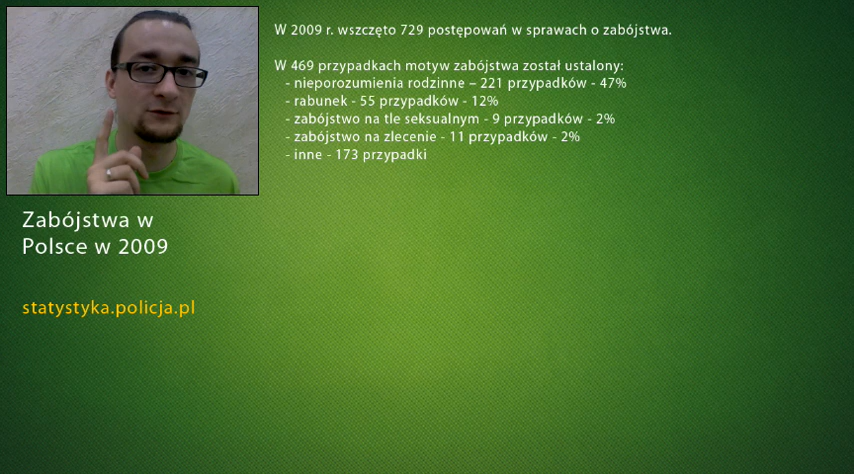 W 2009 r. wszczęto 729 postępowań w sprawach o zabójstwa.
W 469 przypadkach motyw zabójstwa został ustalony:
- nieporozumienia rodzinne – 221 przypadków - 47%
- rabunek - 55 przypadków - 12%
- zabójstwo na tle seksualnym - 9 przypadków - 2%
- zabójstwo na zlecenie - 11 przypadków - 2%
- inne - 173 przypadki
Zabójstwa w
Polsce w 2009
statystyka.policja.pl